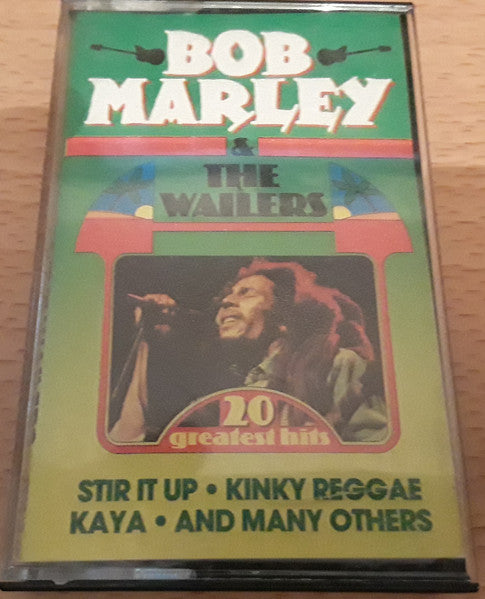 BOB
MARLEY
&
THE
WAILERS
20
greatest hits
STIR IT UP • KINKY REGGAE
KAYA • AND MANY OTHERS